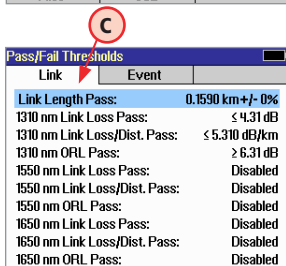 C
Pass/Fail Thresholds
Link Event
Link Length Pass: 0.1590 km+/- 0%
1310 nm Link Loss Pass: ≤ 4.31 dB
1310 nm Link Loss/Dist. Pass: ≤ 5.310 dB/km
1310 nm ORL Pass: ≥ 6.31 dB
1550 nm Link Loss Pass: Disabled
1550 nm Link Loss/Dist. Pass: Disabled
1550 nm ORL Pass: Disabled
1650 nm Link Loss Pass: Disabled
1650 nm Link Loss/Dist. Pass: Disabled
1650 nm ORL Pass: Disabled